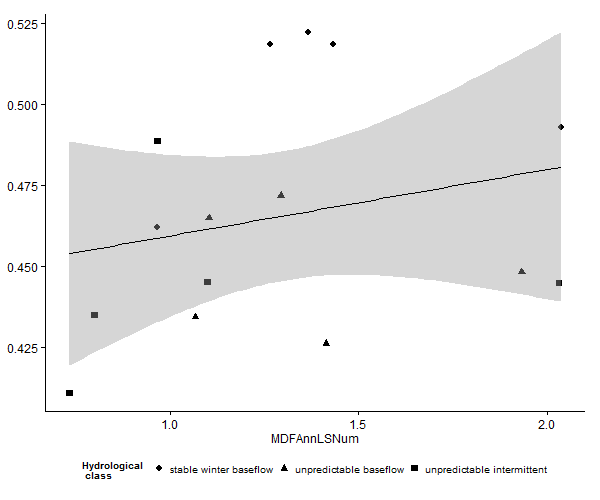 0.525
0.500
0.475
0.450
0.425
1.0 1.5 2.0
MDFAnnLSNum
Hydrological
class
stable winter baseflow unpredictable baseflow unpredictable intermittent